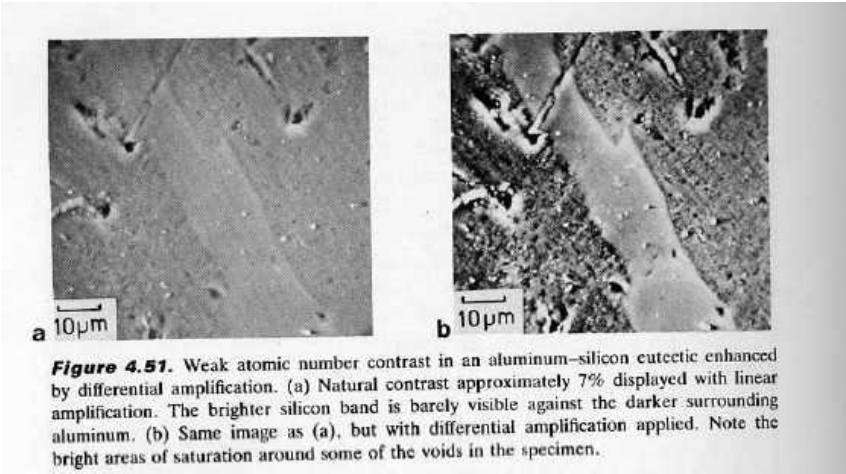 a 10μm
b 10μm
Figure 4.51. Weak atomic number contrast in an aluminum–silicon eutectic enhanced
by differential amplification. (a) Natural contrast approximately 7% displayed with linear
amplification. The brighter silicon band is barely visible against the darker surrounding
aluminum. (b) Same image as (a), but with differential amplification applied. Note the
bright areas of saturation around some of the voids in the specimen.